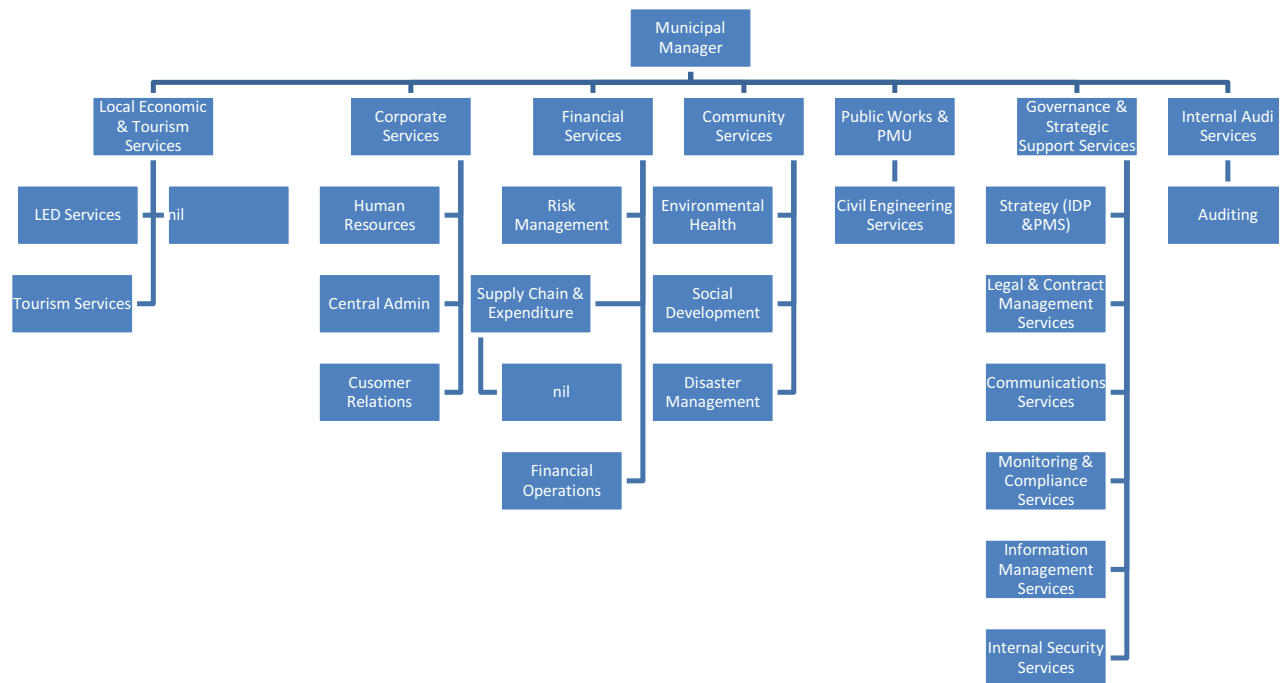 Municipal
Manager
Local Economic
& Tourism
Services
Corporate
Services
Financial
Services
Community
Services
Public Works &
PMU
Governance &
Strategic
Support Services
Internal Audi
Services
LED Services
nil
Human
Resources
Risk
Management
Environmental
Health
Civil Engineering
Services
Strategy (IDP
&PMS)
Auditing
Tourism Services
Central Admin
Supply Chain &
Expenditure
Social
Development
Legal & Contract
Management
Services
Cusomer
Relations
nil
Disaster
Management
Communications
Services
Financial
Operations
Monitoring &
Compliance
Services
Information
Management
Services
Internal Security
Services